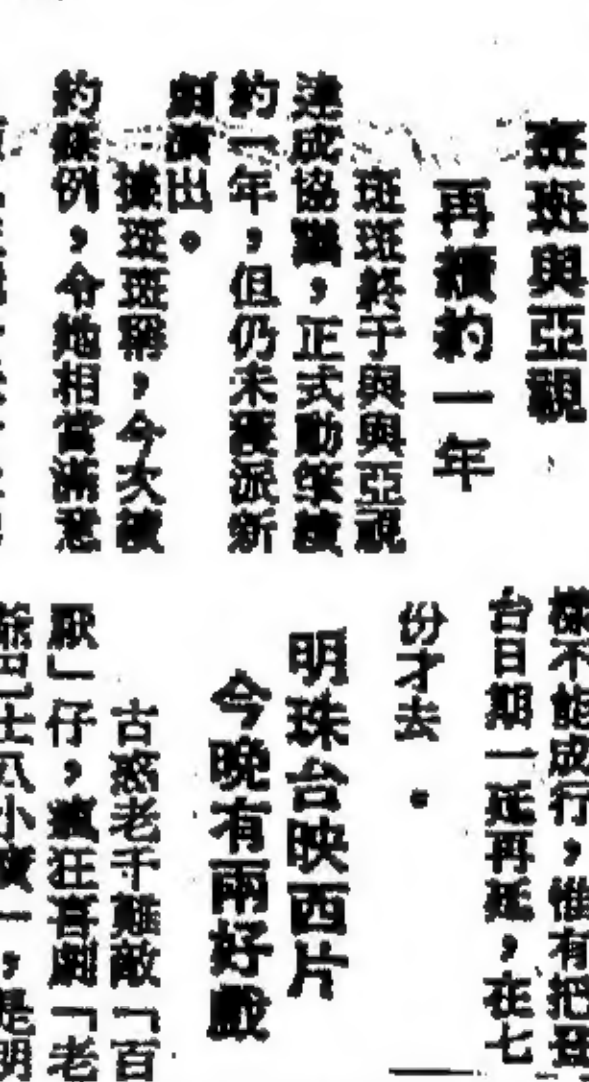 斑斑與亞視
再續約一年
斑斑終于與與亞視
達成協議,正式動筆續
約一年,但仍未獲派新
劇演出。
據斑斑稱,今次續
約條例,令她相當滿意
樣不能成行,惟有把登
台日期一延再延,在七
份才去。
明珠台映西片
今晚有兩好戲
古惑老千難敵「百
厭」仔,瘋狂喜劇「老